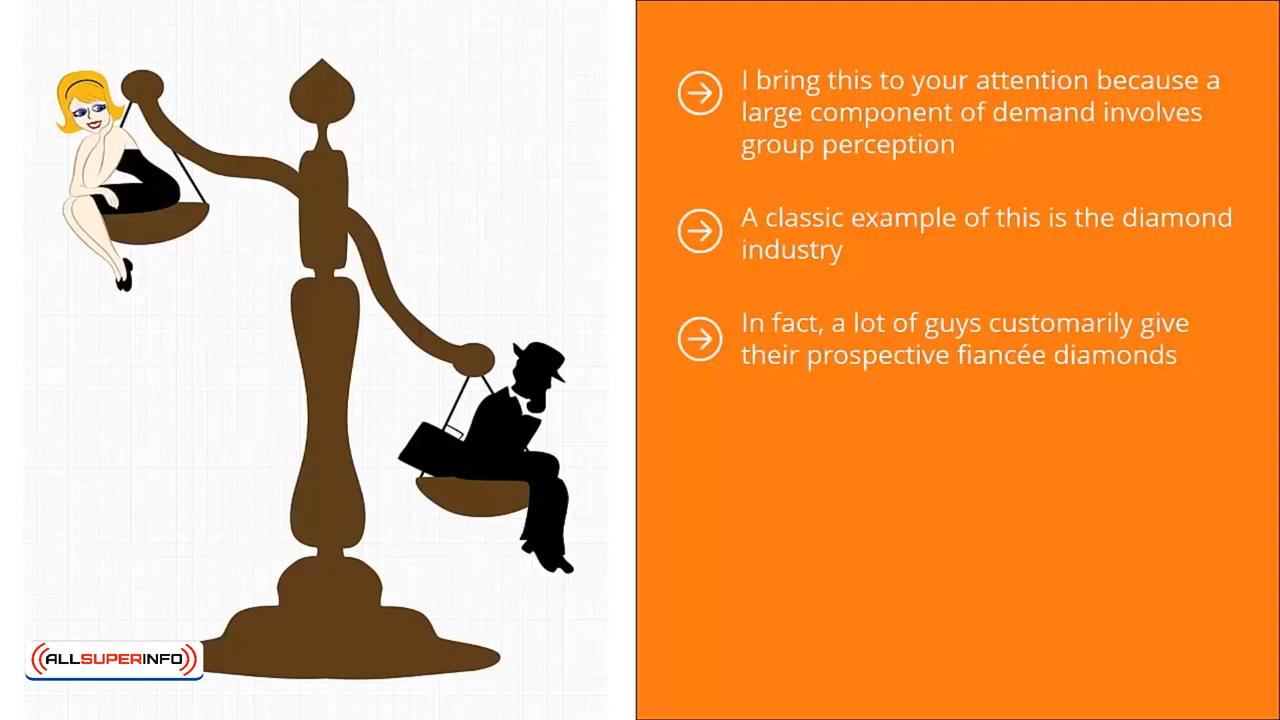 I bring this to your attention because a
large component of demand involves
group perception
A classic example of this is the diamond
industry
In fact, a lot of guys customarily give
their prospective fiancée diamonds
ALLSUPERINFO